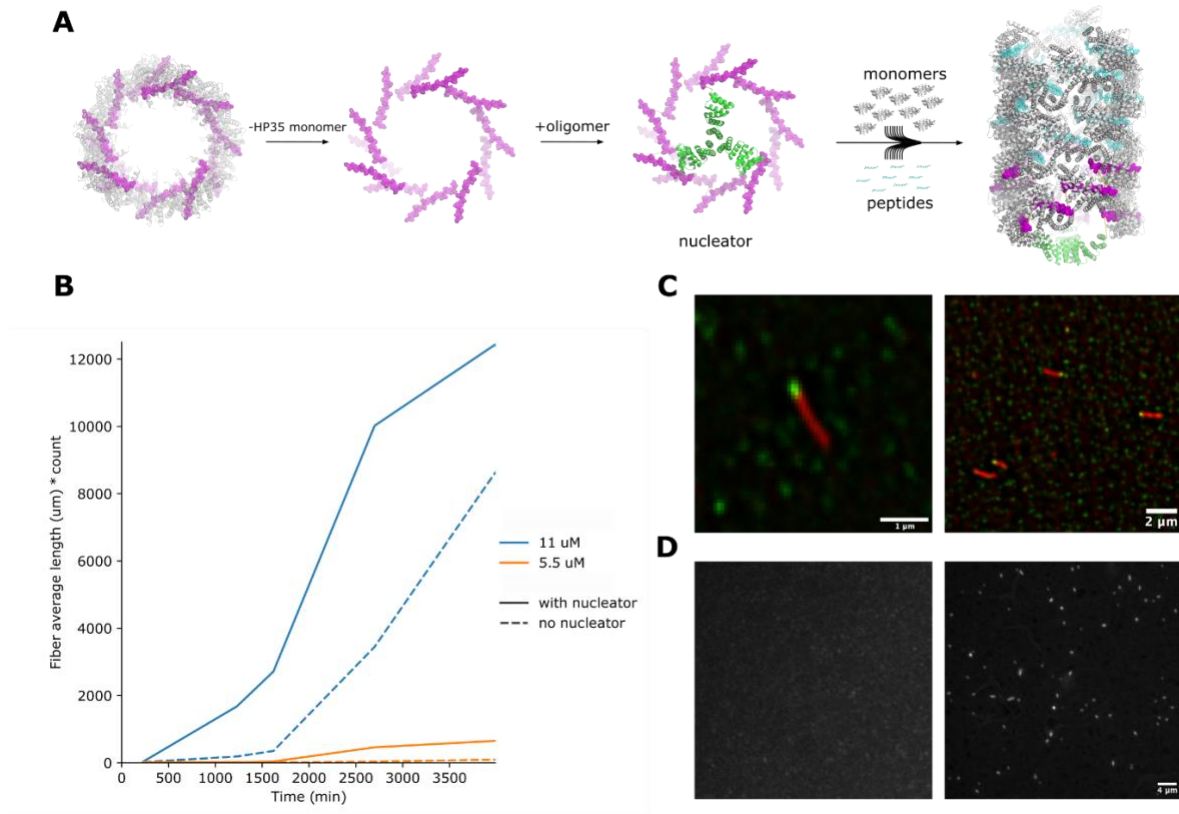 A
-HP35 monomer
+oligomer
nucleator
monomers
peptides
B
Fiber average length (um) * count
12000
10000
8000
6000
4000
2000
0
0 500 1000 1500 2000 2500 3000 3500
Time (min)
11 uM
5.5 uM
with nucleator
no nucleator
C
1 µm
2 µm
D
4 µm